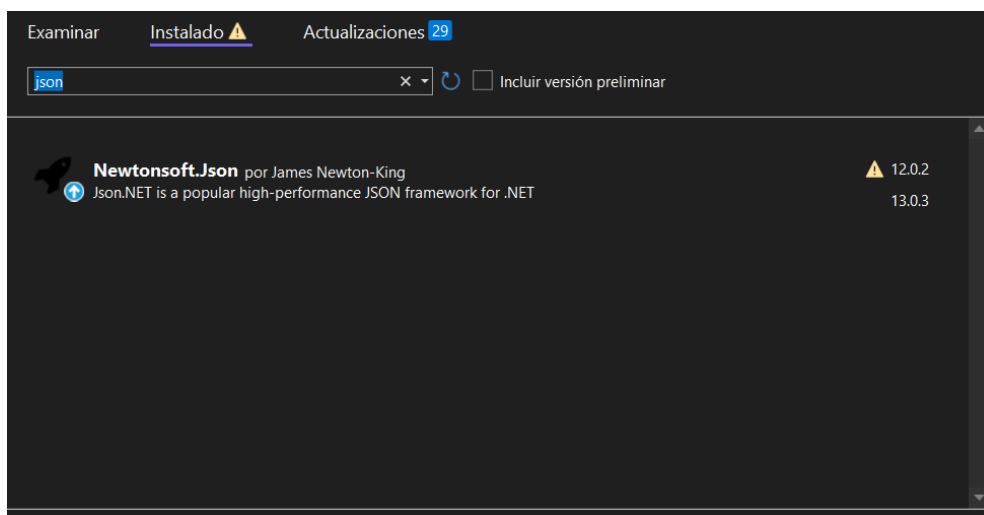 Examinar Instalado Actualizaciones 29
json Incluir versión preliminar
Newtonsoft.Json por James Newton-King 12.0.2
Json.NET is a popular high-performance JSON framework for .NET 13.0.3